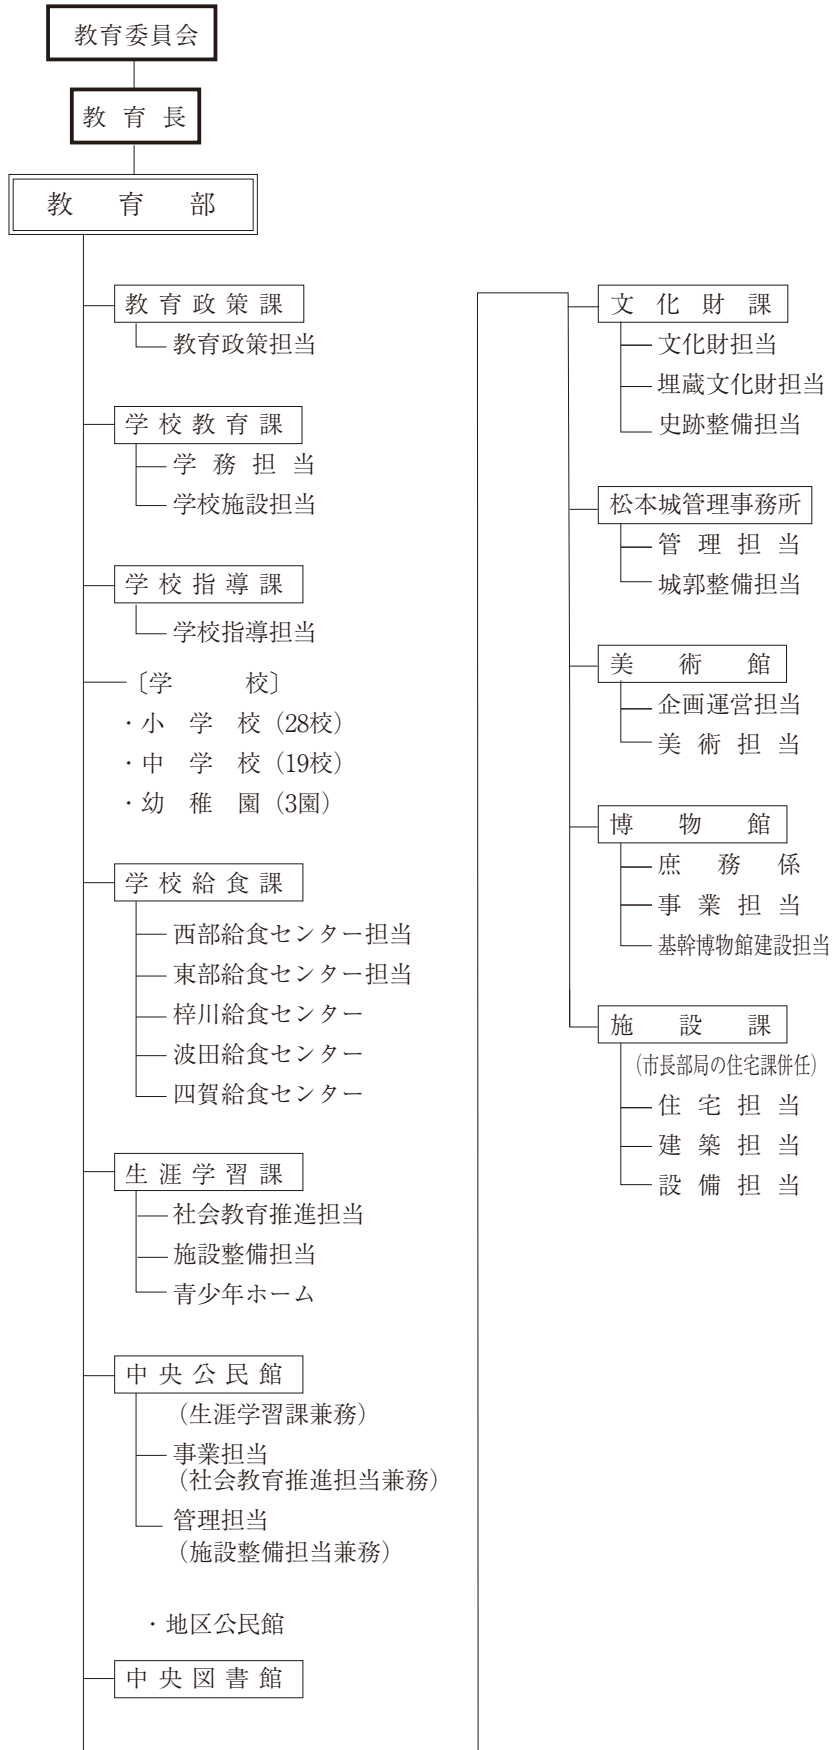 教育委員会
教育長
教育部
教育政策課
教育政策担当
学校教育課
学務担当
学校施設担当
学校指導課
学校指導担当
〔学　校〕
・小学校（28校）
・中学校（19校）
・幼稚園（3園）
学校給食課
西部給食センター担当
東部給食センター担当
梓川給食センター
波田給食センター
四賀給食センター
生涯学習課
社会教育推進担当
施設整備担当
青少年ホーム
中央公民館
（生涯学習課兼務）
事業担当
（社会教育推進担当兼務）
管理担当
（施設整備担当兼務）
・地区公民館
中央図書館
文化財課
文化財担当
埋蔵文化財担当
史跡整備担当
松本城管理事務所
管理担当
城郭整備担当
美術館
企画運営担当
美術担当
博物館
庶務係
事業担当
基幹博物館建設担当
施設課
（市長部局の住宅課併任）
住宅担当
建築担当
設備担当